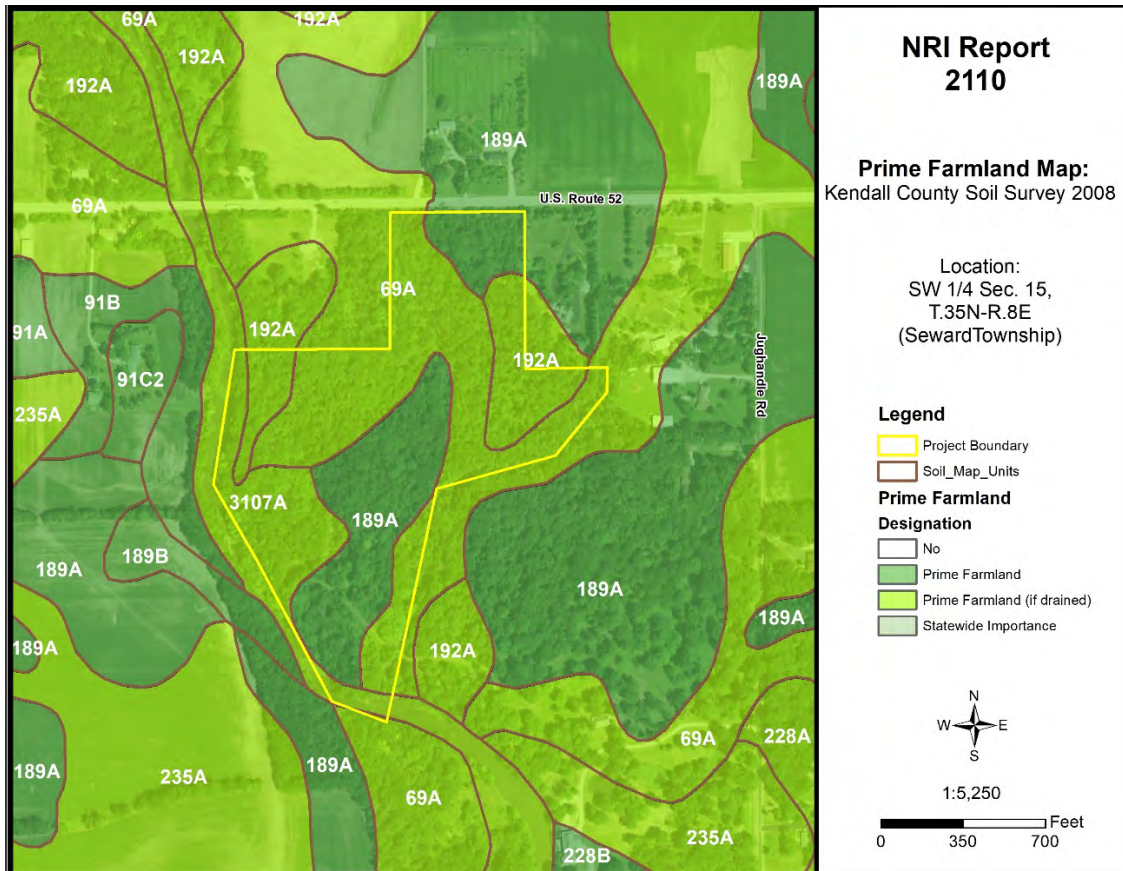 69A
192A
192A
192A
189A
189A
U.S. Route 52
69A
69A
91B
192A
91A
192A
Jughandle Rd
91C2
235A
3107A
189A
189B
189A
189A
189A
189A
192A
69A
228A
189A
235A
189A
69A
235A
228B
NRI Report
2110
Prime Farmland Map:
Kendall County Soil Survey 2008
Location:
SW 1/4 Sec. 15,
T.35N-R.8E
(SewardTownship)
Legend
Project Boundary
Soil_Map_Units
Prime Farmland
Designation
No
Prime Farmland
Prime Farmland (if drained)
Statewide Importance
N
W E
S
1:5,250
Feet
0 350 700